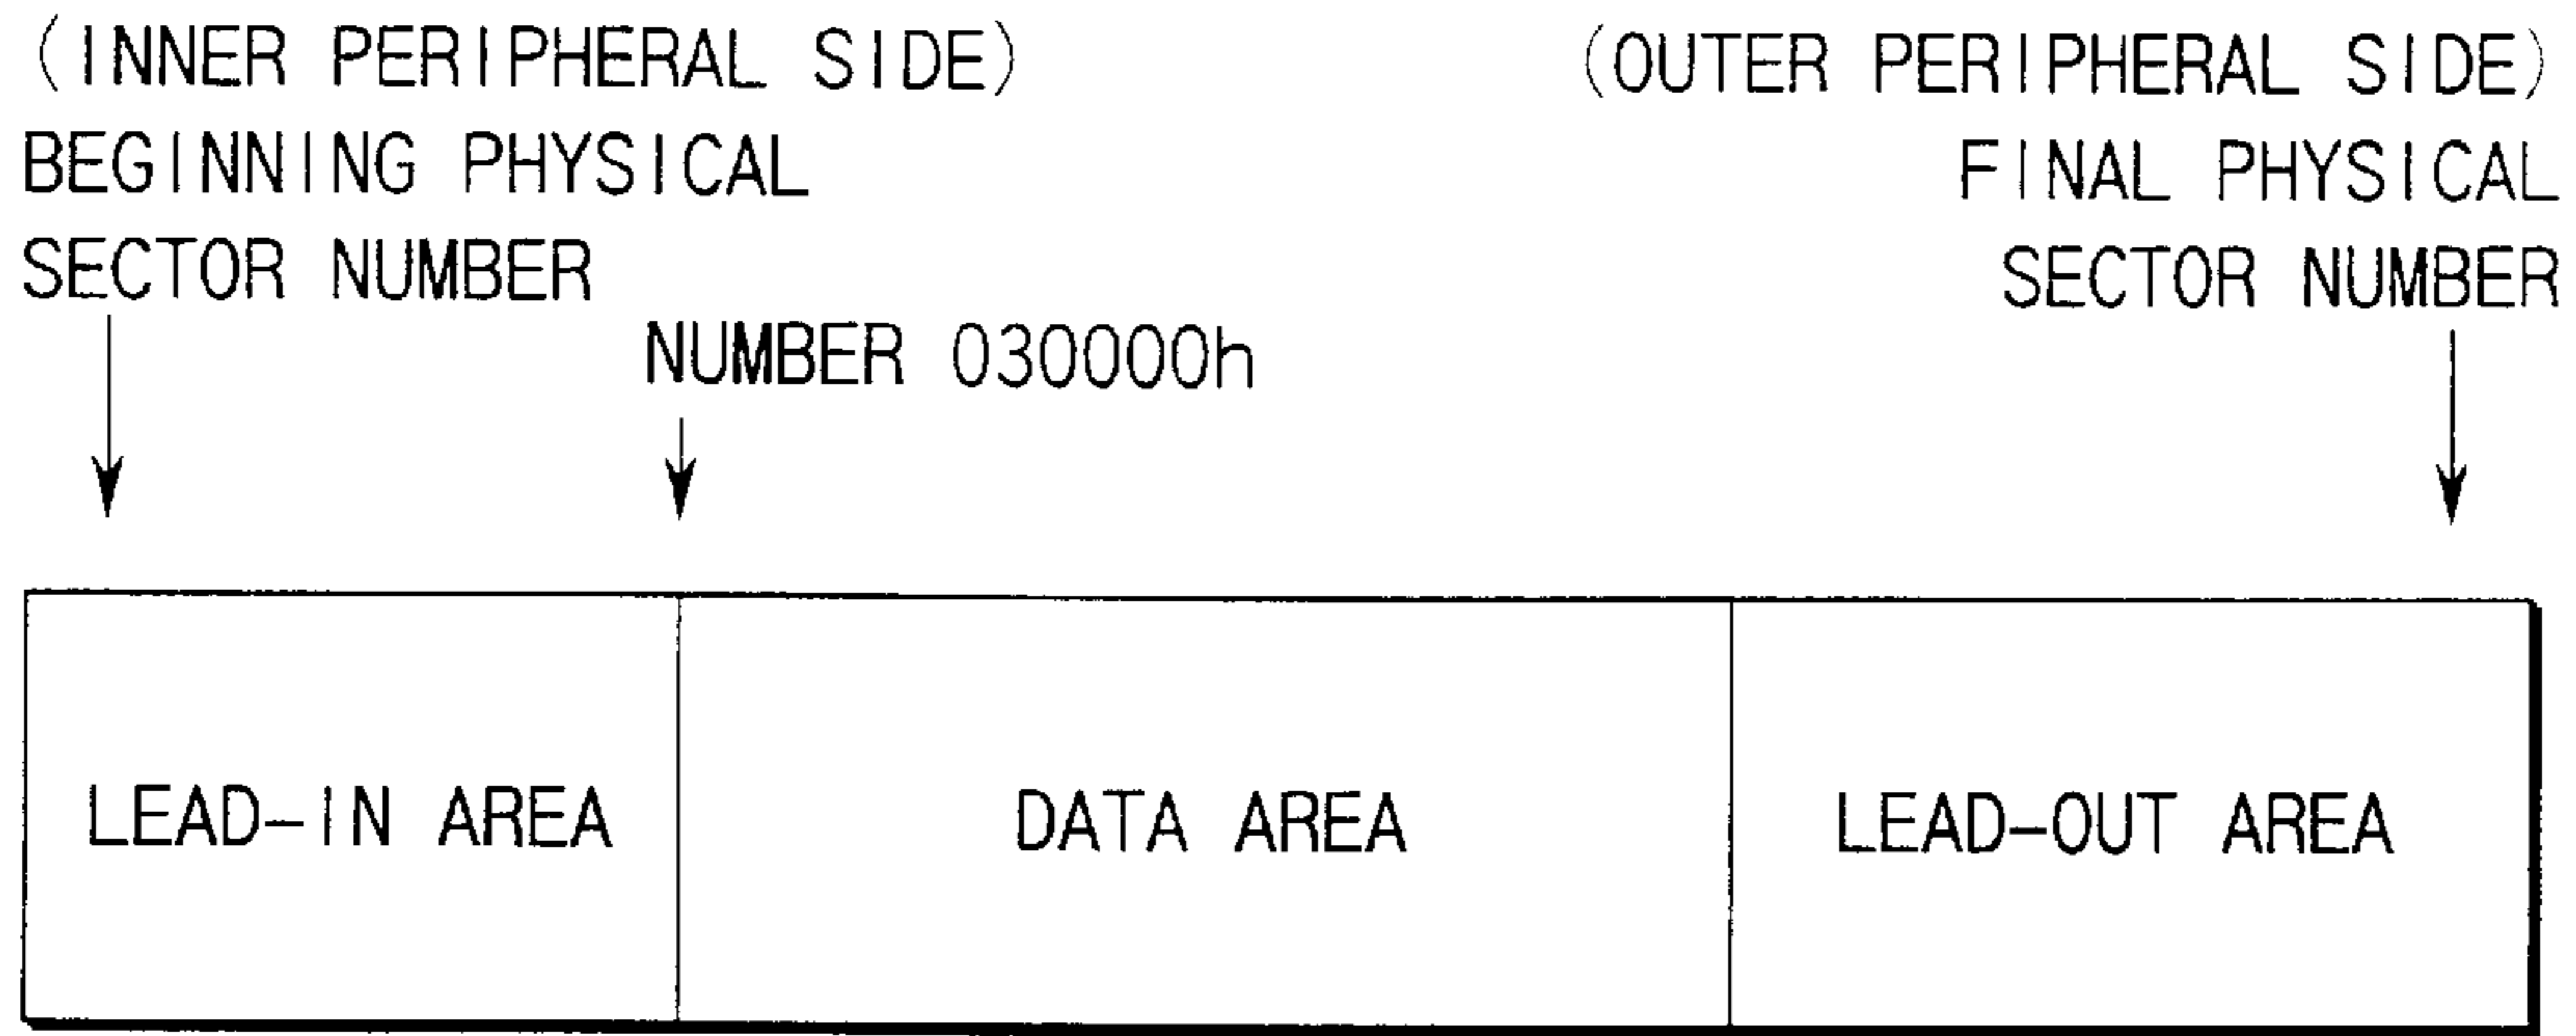 (INNER PERIPHERAL SIDE)
BEGINNING PHYSICAL
SECTOR NUMBER
(OUTER PERIPHERAL SIDE)
FINAL PHYSICAL
SECTOR NUMBER
NUMBER 030000h
LEAD-IN AREA
DATA AREA
LEAD-OUT AREA